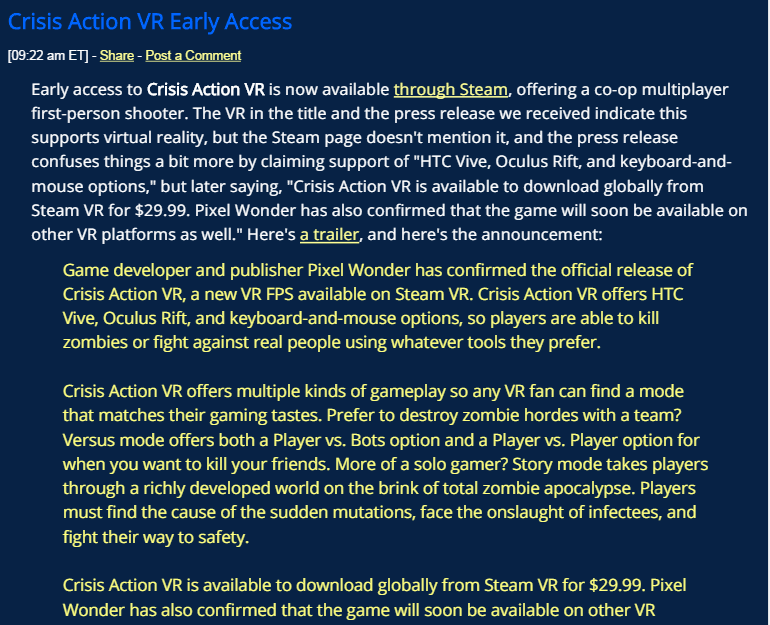 Crisis Action VR Early Access
[09:22 am ET] - Share - Post a Comment
Early access to Crisis Action VR is now available through Steam, offering a co-op multiplayer
first-person shooter. The VR in the title and the press release we received indicate this
supports virtual reality, but the Steam page doesn't mention it, and the press release
confuses things a bit more by claiming support of "HTC Vive, Oculus Rift, and keyboard-and-
mouse options," but later saying, "Crisis Action VR is available to download globally from
Steam VR for $29.99. Pixel Wonder has also confirmed that the game will soon be available on
other VR platforms as well." Here's a trailer, and here's the announcement:
Game developer and publisher Pixel Wonder has confirmed the official release of
Crisis Action VR, a new VR FPS available on Steam VR. Crisis Action VR offers HTC
Vive, Oculus Rift, and keyboard-and-mouse options, so players are able to kill
zombies or fight against real people using whatever tools they prefer.
Crisis Action VR offers multiple kinds of gameplay so any VR fan can find a mode
that matches their gaming tastes. Prefer to destroy zombie hordes with a team?
Versus mode offers both a Player vs. Bots option and a Player vs. Player option for
when you want to kill your friends. More of a solo gamer? Story mode takes players
through a richly developed world on the brink of total zombie apocalypse. Players
must find the cause of the sudden mutations, face the onslaught of infectees, and
fight their way to safety.
Crisis Action VR is available to download globally from Steam VR for $29.99. Pixel
Wonder has also confirmed that the game will soon be available on other VR